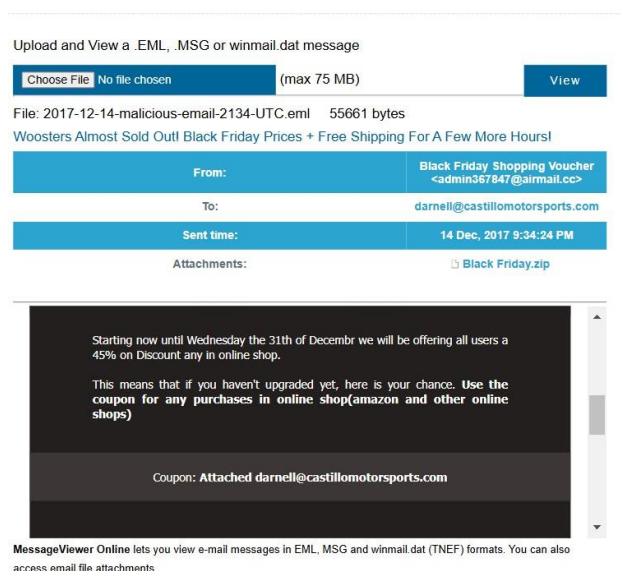 Upload and View a .EML, .MSG or winmail.dat message
Choose File No file chosen (max 75 MB) View
File: 2017-12-14-malicious-email-2134-UTC.eml 55661 bytes
Woosters Almost Sold Out! Black Friday Prices + Free Shipping For A Few More Hours!
From: Black Friday Shopping Voucher
<admin367847@airmail.cc>
To: darnell@castillomotorsports.com
Sent time: 14 Dec, 2017 9:34:24 PM
Attachments: Black Friday.zip
Starting now until Wednesday the 31th of Decembr we will be offering all users a
45% on Discount any in online shop.
This means that if you haven't upgraded yet, here is your chance. Use the
coupon for any purchases in online shop(amazon and other online
shops)
Coupon: Attached darnell@castillomotorsports.com
MessageViewer Online lets you view e-mail messages in EML, MSG and winmail.dat (TNEF) formats. You can also
access email file attachments